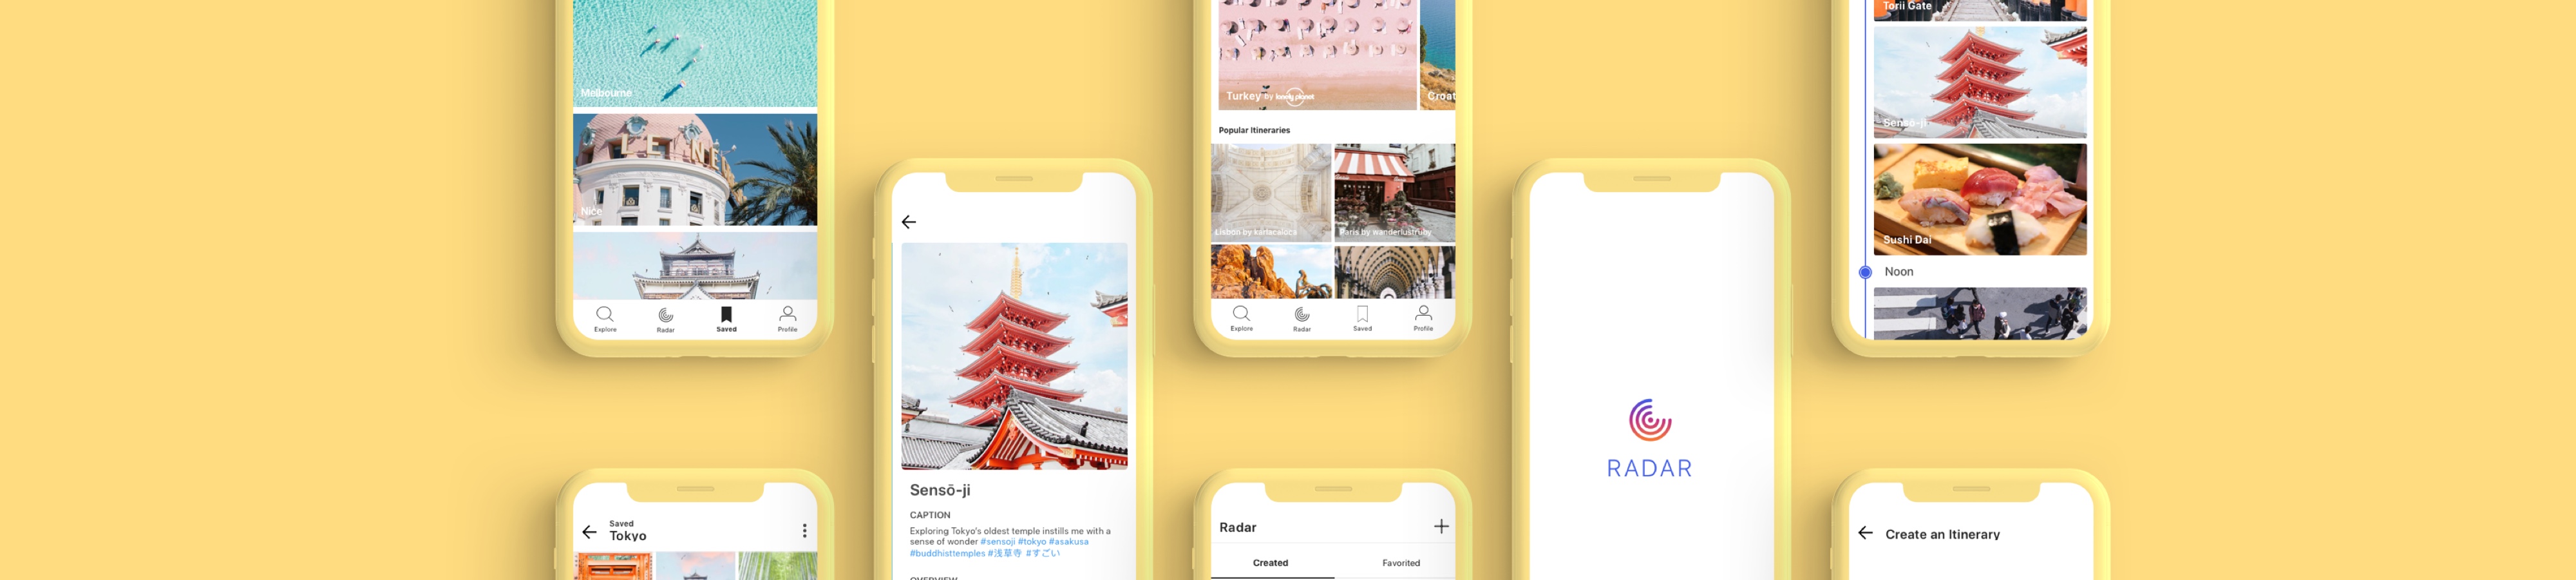 Melbourne
LE NE
Nice
Explore
Radar
Saved
Profile
Saved
Tokyo
Sensō-ji
CAPTION
Exploring Tokyo's oldest temple instills me with a
sense of wonder #sensoji #tokyo #asakusa
#buddhisttemples #浅草寺 #すごい
OVERVIEW
Turkey by lonely planet
Croat
Popular Itineraries
Lisbon by karlacaloca
Paris by wanderlustruby
Explore
Radar
Saved
Profile
Radar
Created
Favorited
RADAR
Torii Gate
Sensō-ji
Sushi Dai
Noon
Create an Itinerary